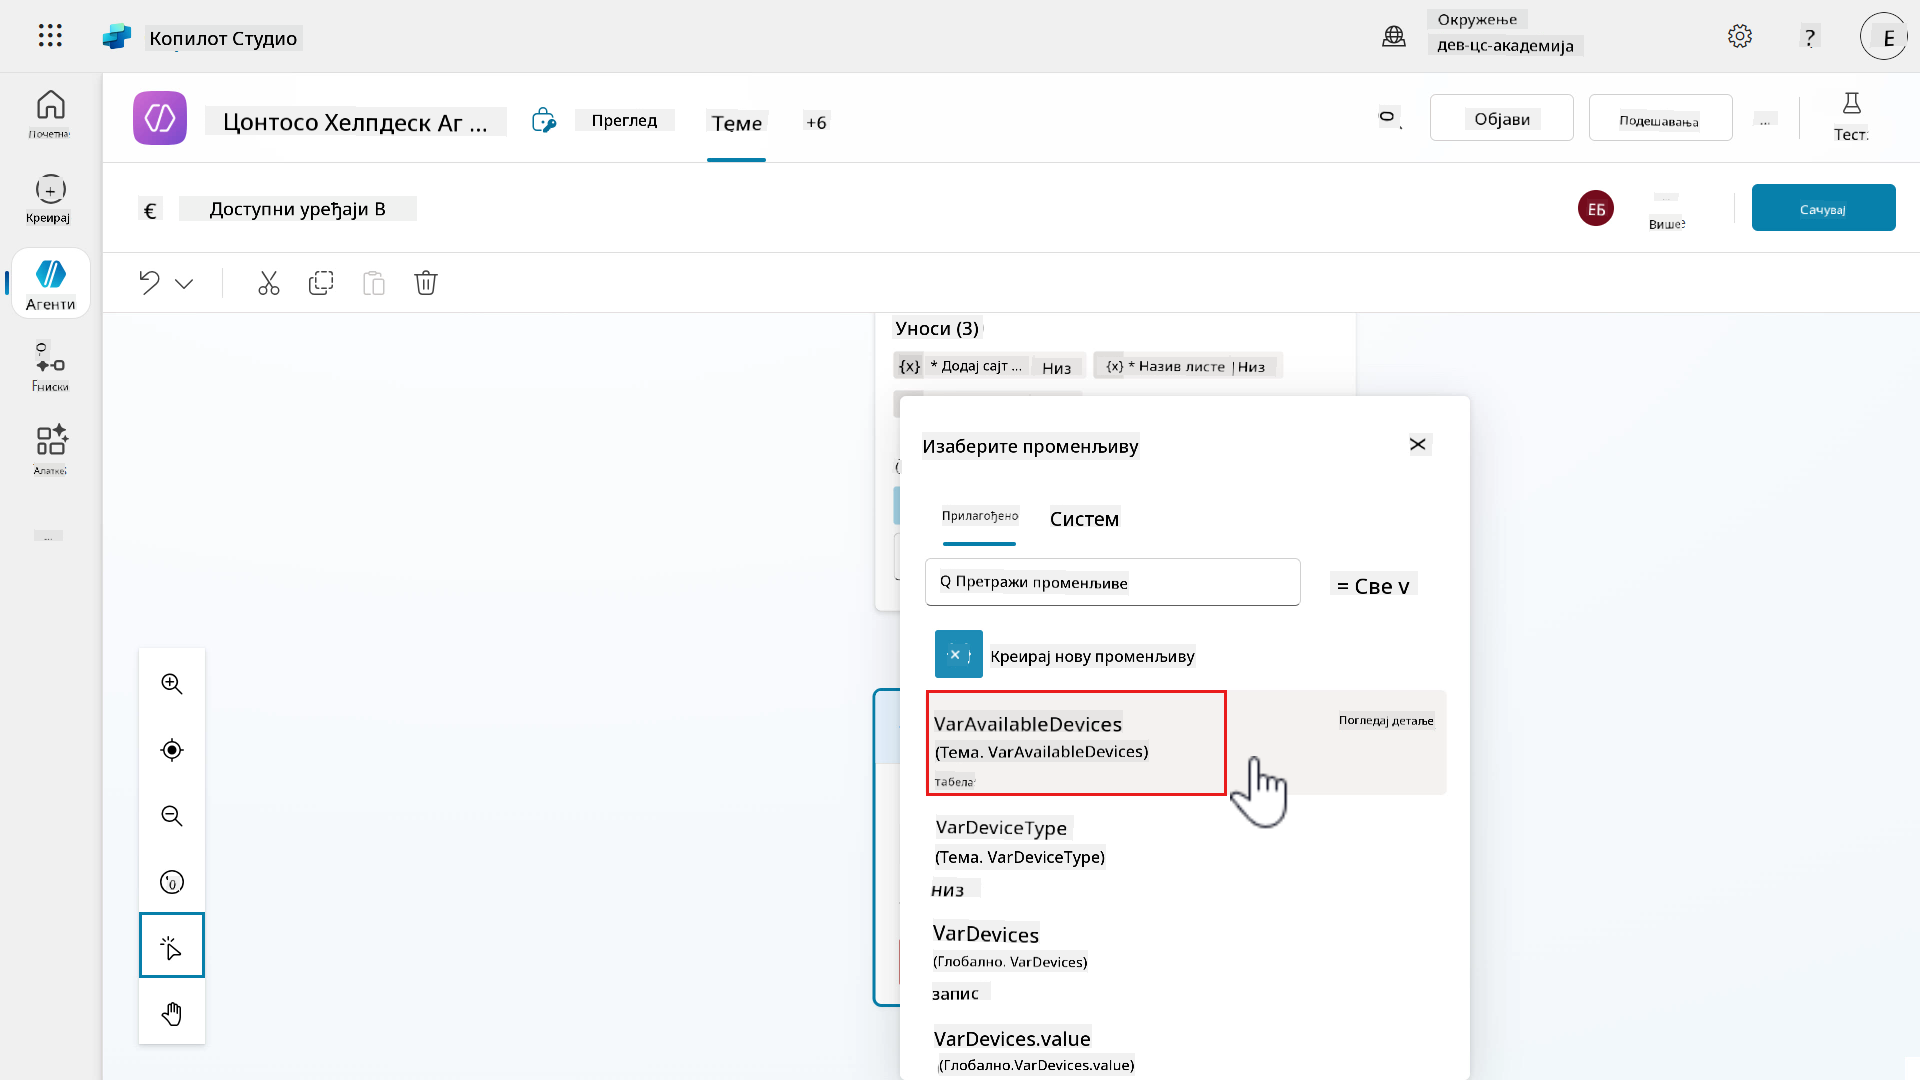 Копилот Студио
Окружење
дев-цс-академија
?
Е
Почетна
Креирај
Агенти
Алатке
...
Цонтосо Хелпдеск Аг ...
Преглед
Теме
+6
Објави
Подешавања
...
Тест
€
Доступни уређаји В
ЕБ
...
Више
Сачувај
Уноси (3)
{x} * Додај сајт ... Низ
{x} * Назив листе | Низ
Изаберите променљиву
Прилагођено
Систем
Q Претражи променљиве
= Све v
Креирај нову променљиву
VarAvailableDevices
(Тема. VarAvailableDevices)
табела
Погледај детаље
VarDeviceType
(Тема. VarDeviceType)
низ
VarDevices
(Глобално. VarDevices)
запис
VarDevices.value
(Глобално.VarDevices.value)